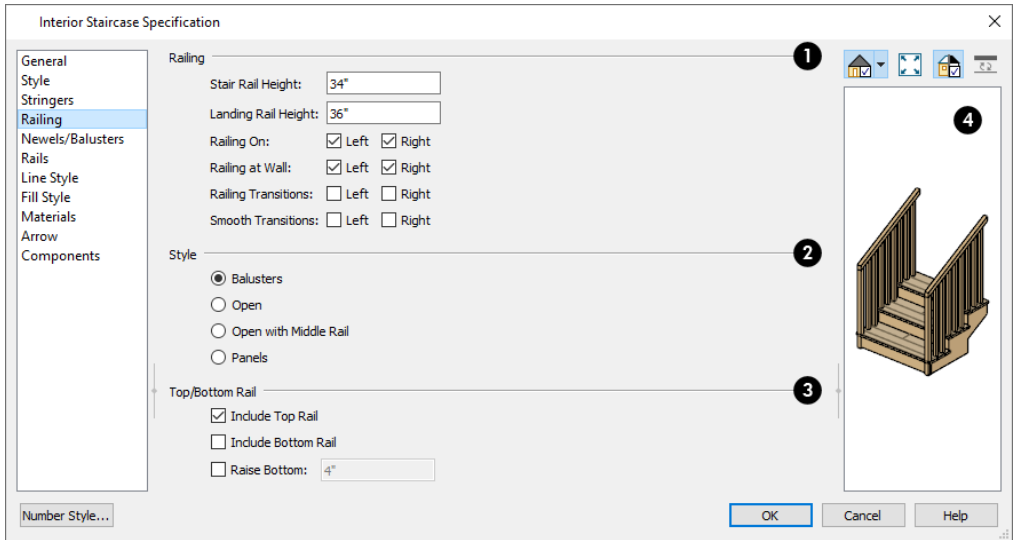 Interior Staircase Specification
General
Style
Stringers
Railing
Newels/Balusters
Rails
Line Style
Fill Style
Materials
Arrow
Components
Railing 1
Stair Rail Height: 34"
Landing Rail Height: 36"
Railing On: Left Right
Railing at Wall: Left Right
Railing Transitions: Left Right
Smooth Transitions: Left Right
Style 2
Balusters
Open
Open with Middle Rail
Panels
Top/Bottom Rail 3
Include Top Rail
Include Bottom Rail
Raise Bottom: 4"
4
Number Style...
OK Cancel Help